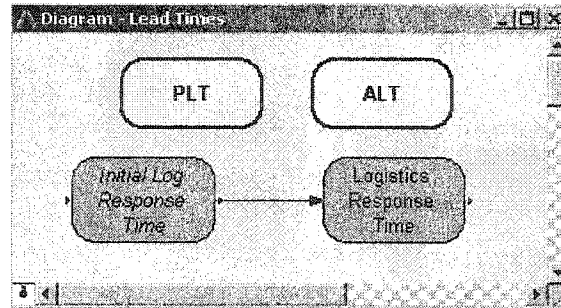 Diagram - Lead Times
PLT
ALT
Initial Log
Response
Time
Logistics
Response
Time